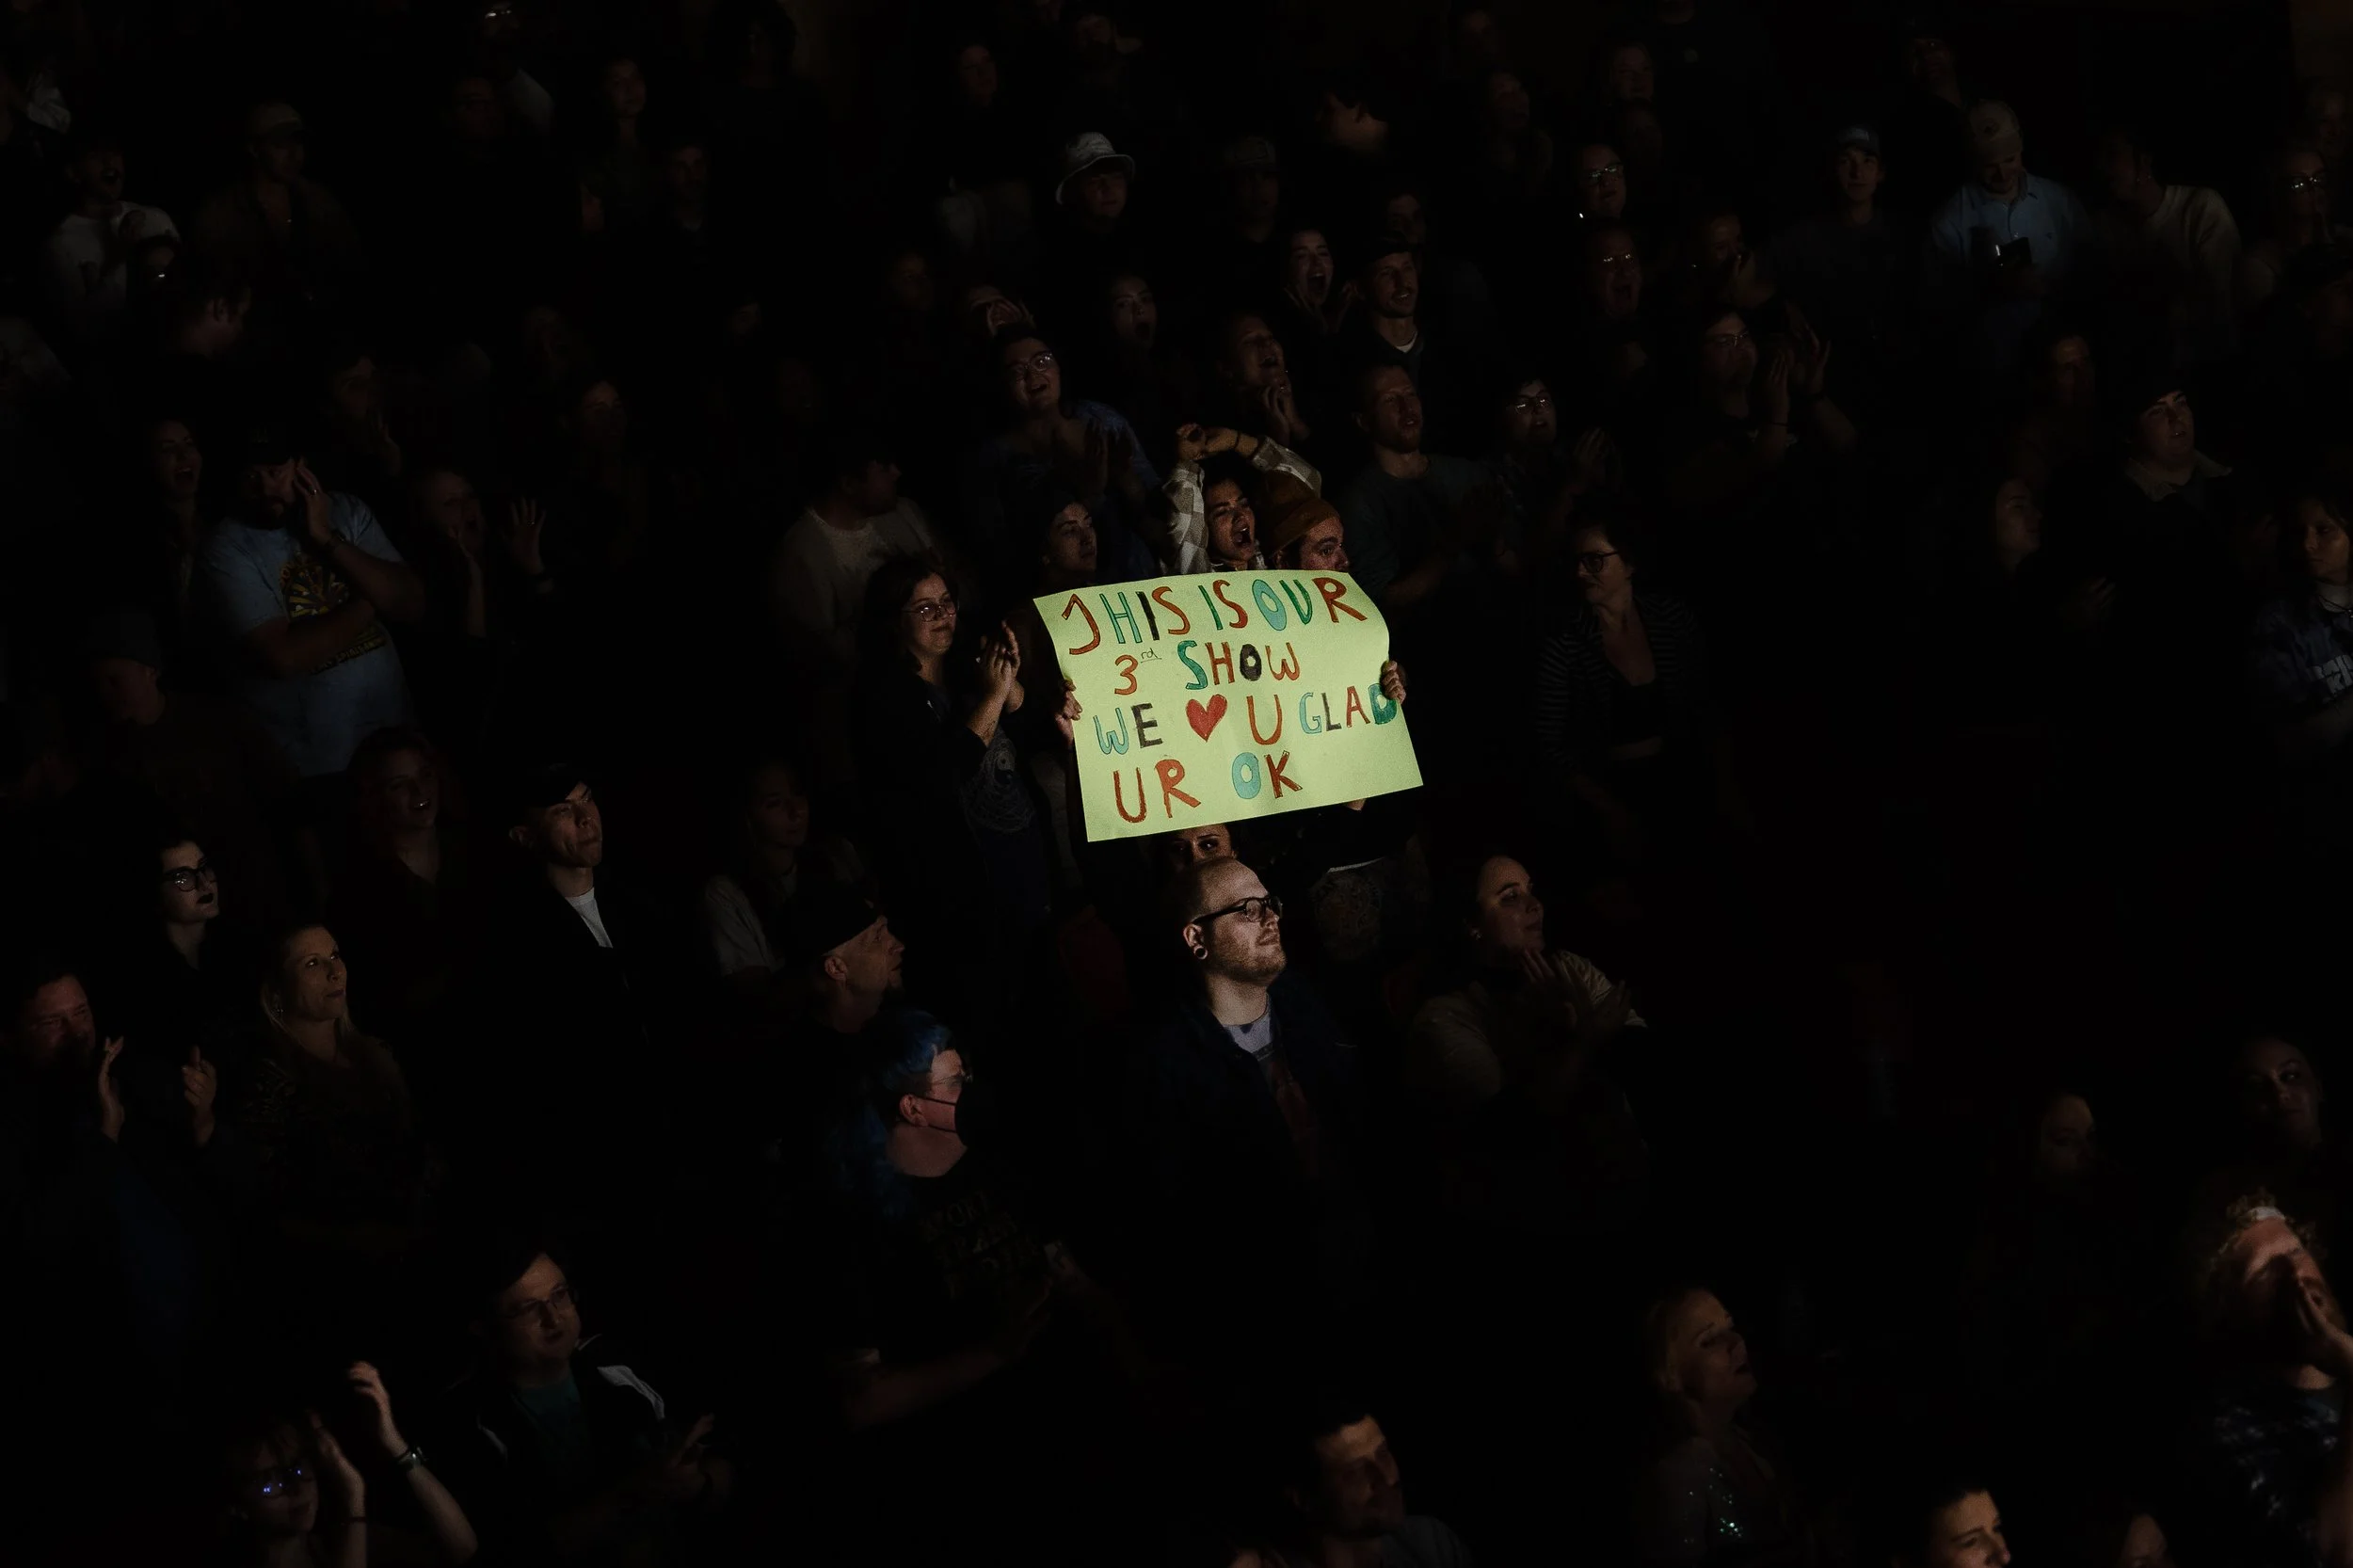 THIS IS OUR
3rd SHOW
WE ♥ U GLAD
UR OK